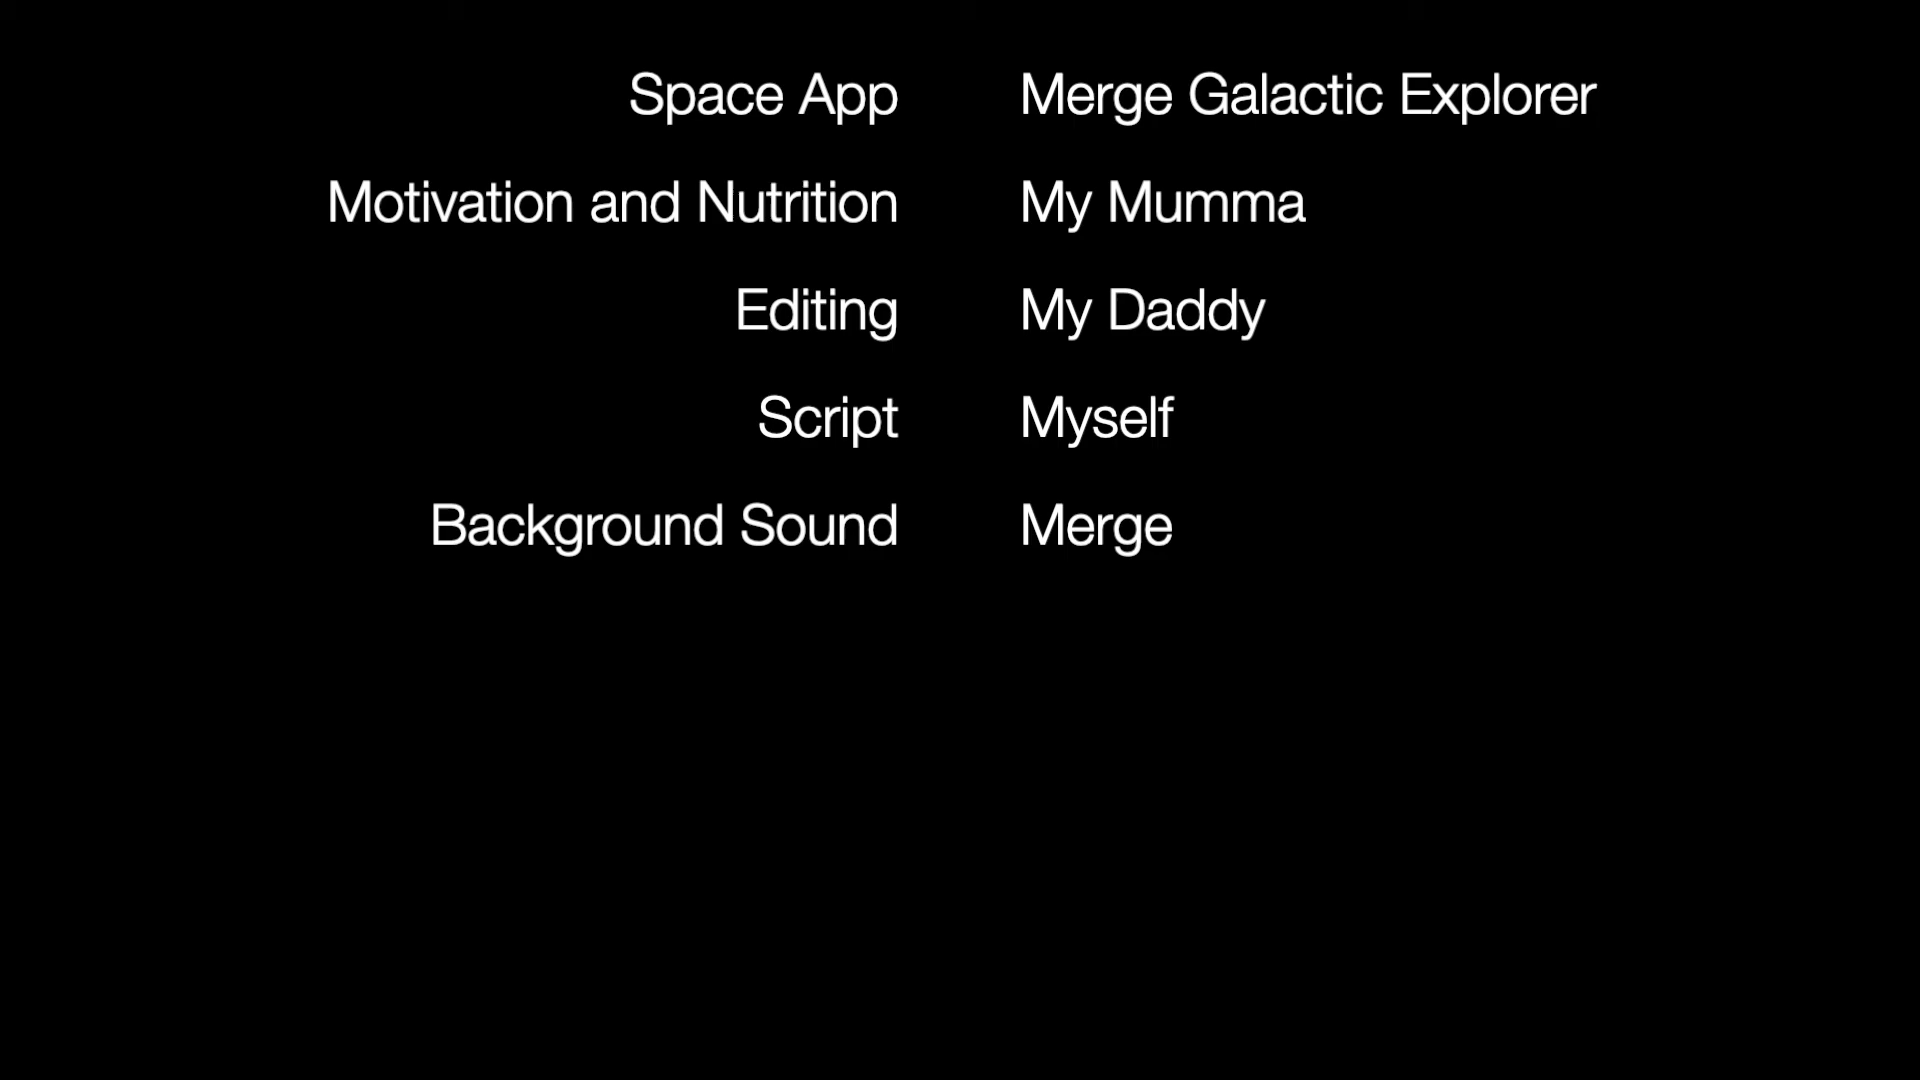 Space App Merge Galactic Explorer
Motivation and Nutrition My Mumma
Editing My Daddy
Script Myself
Background Sound Merge